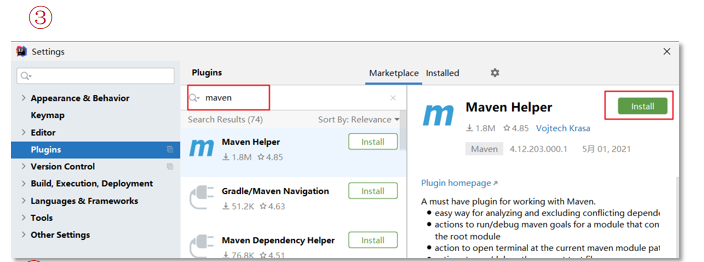 ③
Settings
Plugins
Marketplace
Installed
maven
Search Results (74)
Sort By: Relevance
Appearance & Behavior
Keymap
Editor
Plugins
Version Control
Build, Execution, Deployment
Languages & Frameworks
Tools
Other Settings
Maven Helper
1.8M 4.85
Install
Gradle/Maven Navigation
51.2K 4.63
Install
Maven Dependency Helper
76.8K 4.51
Install
Maven Helper
1.8M 4.85 Vojtech Krasa
Install
Maven 4.12.203.000.1 5月 01, 2021
Plugin homepage
A must have plugin for working with Maven.
easy way for analyzing and excluding conflicting depende
actions to run/debug maven goals for a module that con
the root module
action to open terminal at the current maven module pat